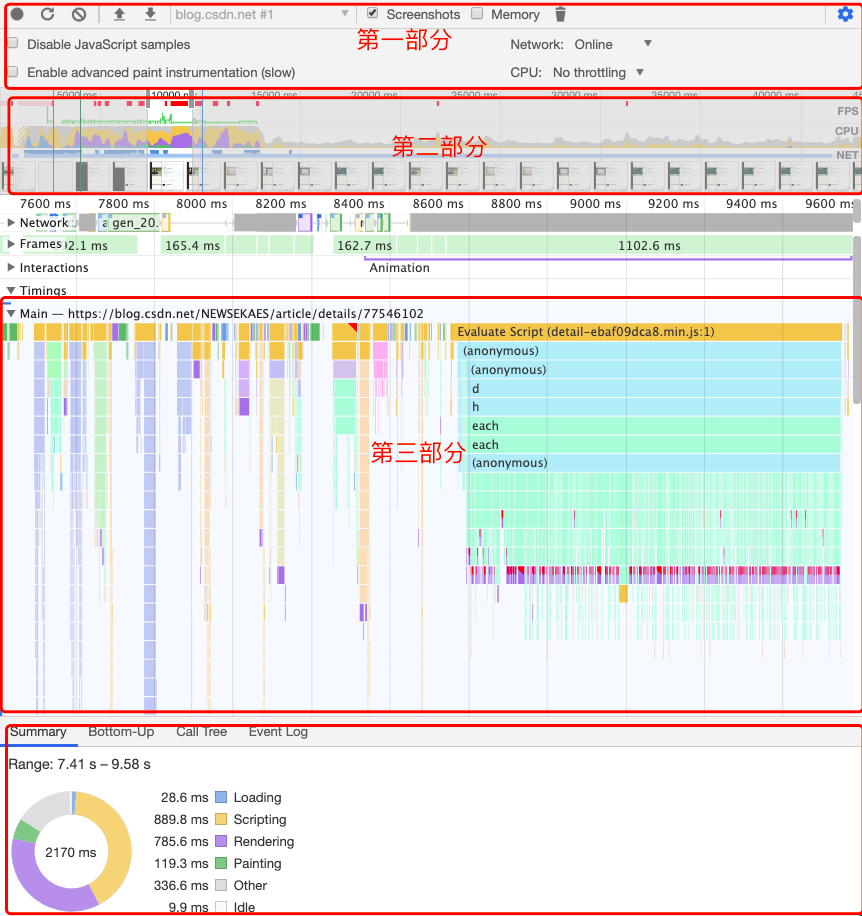 blog.csdn.net #1 Screenshots Memory
Disable JavaScript samples 第一部分 Network: Online
Enable advanced paint instrumentation (slow) CPU: No throttling
5000 ms 10000 ms 15000 ms 20000 ms 25000 ms 30000 ms 35000 ms 40000 ms 45
FPS
CPU
第二部分
NET
7600 ms 7800 ms 8000 ms 8200 ms 8400 ms 8600 ms 8800 ms 9000 ms 9200 ms 9400 ms 9600 ms
Network a gen_20.
Frames 92.1 ms 165.4 ms 162.7 ms 1102.6 ms
Interactions Animation
Timings
Main — https://blog.csdn.net/NEWSEKAES/article/details/77546102
Evaluate Script (detail-ebaf09dca8.min.js:1)
(anonymous)
(anonymous)
d
h
each
each
第三部分
(anonymous)
Summary Bottom-Up Call Tree Event Log
Range: 7.41 s – 9.58 s
28.6 ms Loading
889.8 ms Scripting
785.6 ms Rendering
2170 ms
119.3 ms Painting
336.6 ms Other
9.9 ms Idle